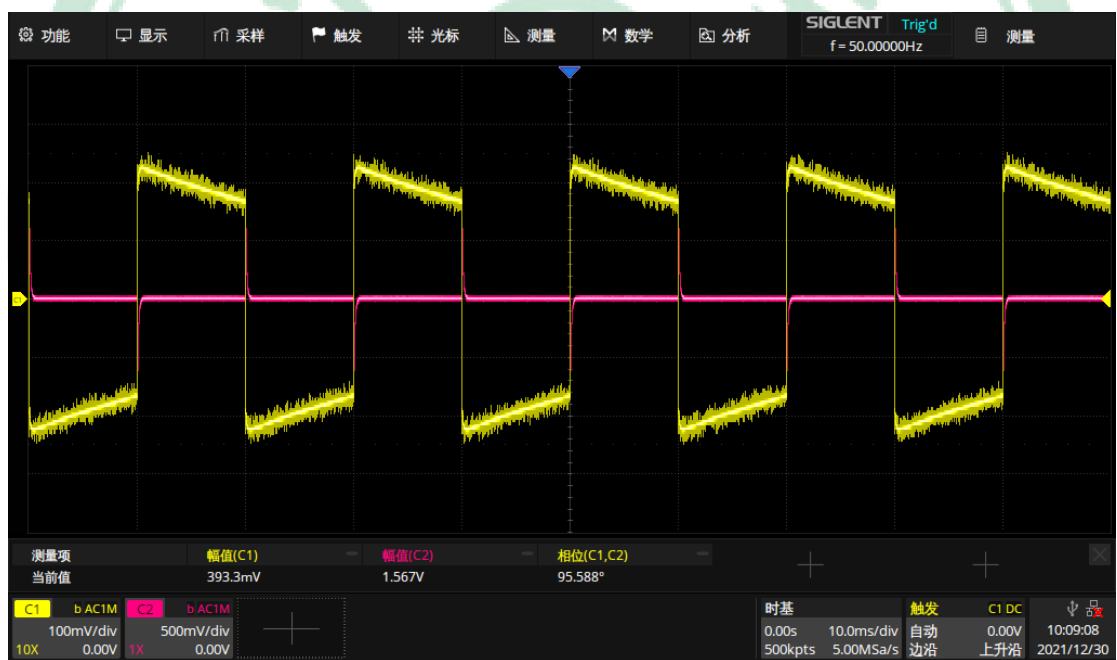 功能 显示 采样 触发 光标 测量 数学 分析 SIGLENT Trig'd 测量
f = 50.00000Hz
C1
测量项 幅值(C1) 幅值(C2) 相位(C1,C2)
当前值 393.3mV 1.567V 95.588°
C1 b AC1M C2 b AC1M 时基 触发 C1 DC
100mV/div 500mV/div 0.00s 10.0ms/div 自动 0.00V 10:09:08
10X 0.00V 1X 0.00V 500kpts 5.00MSa/s 边沿 上升沿 2021/12/30